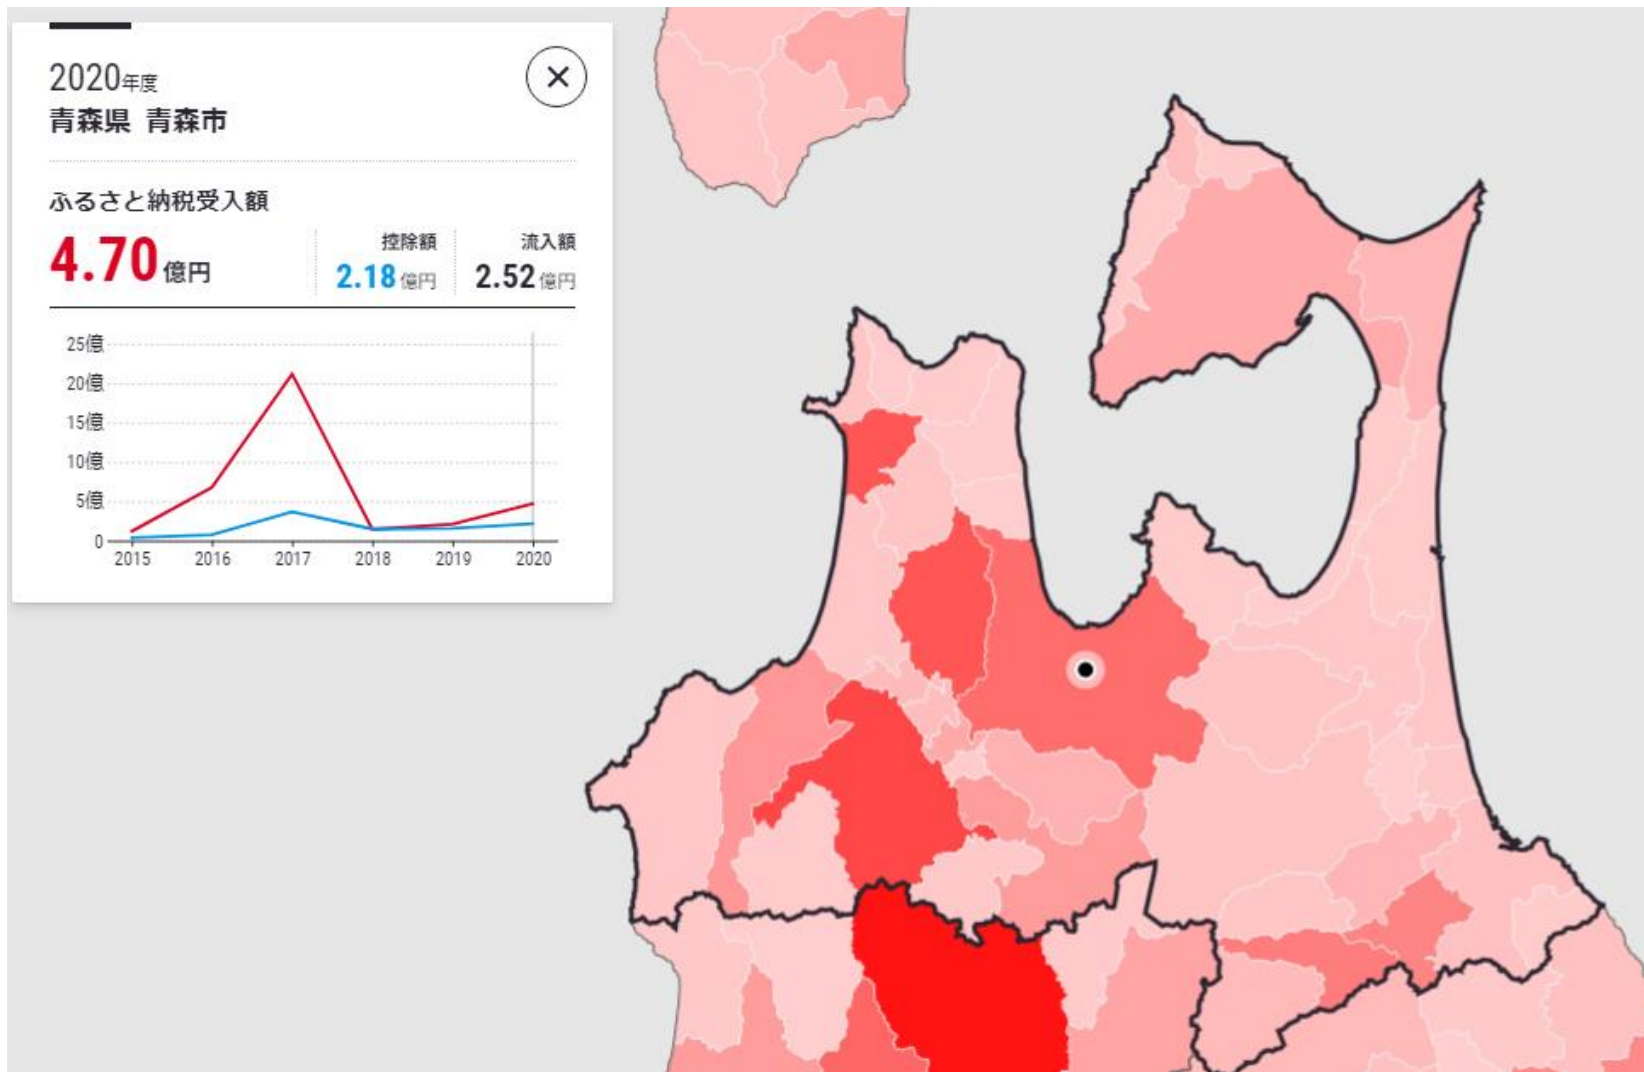 2020年度
青森県 青森市
ふるさと納税受入額
4.70億円
控除額
2.18億円
流入額
2.52億円
25億
20億
15億
10億
5億
0
2015 2016 2017 2018 2019 2020